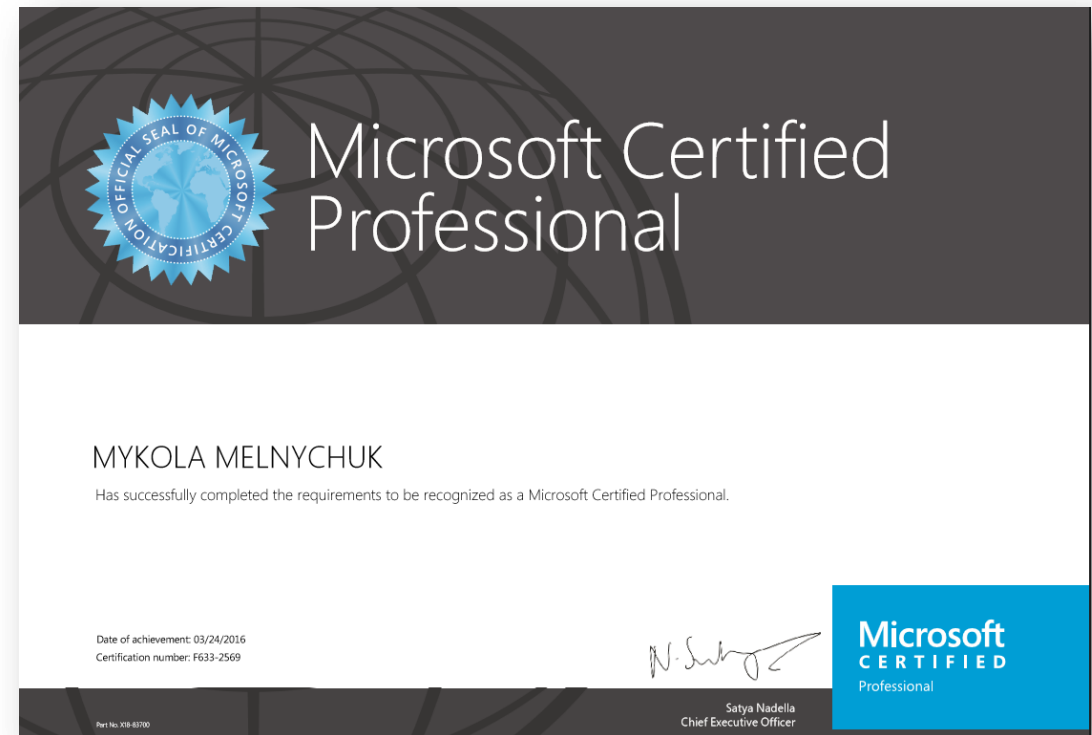 OFFICIAL SEAL OF MICROSOFT CERTIFICATION
Microsoft Certified
Professional
MYKOLA MELNYCHUK
Has successfully completed the requirements to be recognized as a Microsoft Certified Professional.
Date of achievement: 03/24/2016
Certification number: F633-2569
Microsoft
CERTIFIED
Professional
Satya Nadella
Chief Executive Officer
Part No. X18-83700